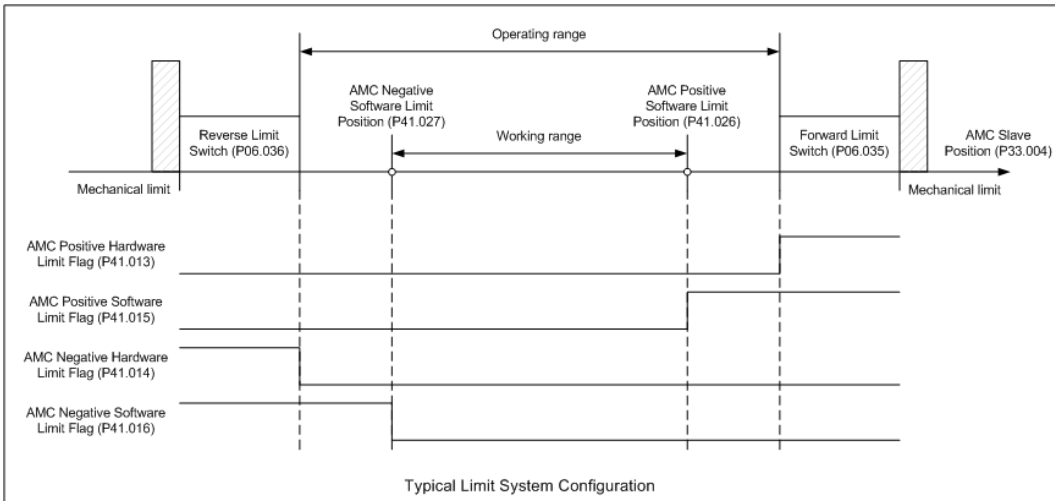 Operating range
AMC Negative
Software Limit
Position (P41.027)
AMC Positive
Software Limit
Position (P41.026)
Reverse Limit
Switch (P06.036)
Working range
Forward Limit
Switch (P06.035)
AMC Slave
Position (P33.004)
Mechanical limit
Mechanical limit
AMC Positive Hardware
Limit Flag (P41.013)
AMC Positive Software
Limit Flag (P41.015)
AMC Negative Hardware
Limit Flag (P41.014)
AMC Negative Software
Limit Flag (P41.016)
Typical Limit System Configuration